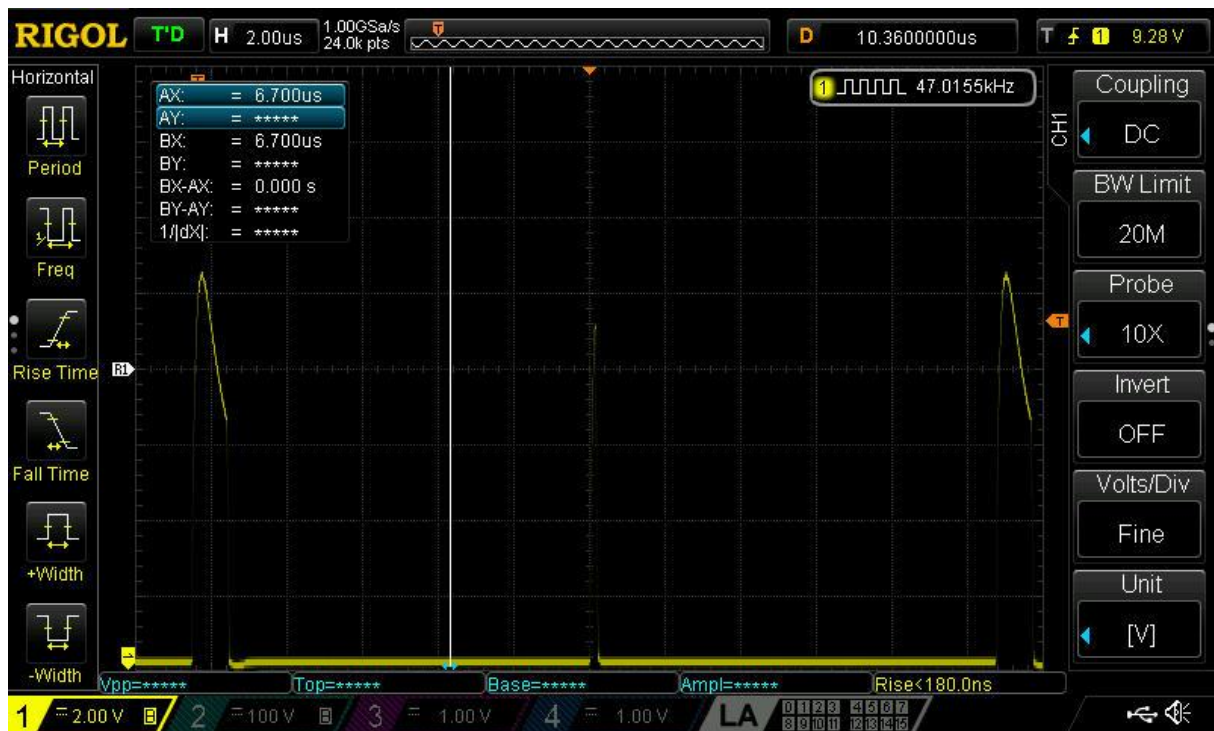 RIGOL T'D H 2.00us 1.00GSa/s 24.0k pts D 10.3600000us T 1 9.28 V
Horizontal
Period
Freq
Rise Time
Fall Time
+Width
-Width
AX: = 6.700us
AY: = *****
BX: = 6.700us
BY: = *****
BX-AX: = 0.000 s
BY-AY: = *****
1/|dX|: = *****
1 47.0155kHz
T
R1
CH1
Coupling
DC
BW Limit
20M
Probe
10X
Invert
OFF
Volts/Div
Fine
Unit
[V]
Vpp=***** Top=***** Base=***** Ampl=***** Rise<180.0ns
1 = 2.00 V B 2 = 100 V B 3 = 1.00 V 4 = 1.00 V LA 0 1 2 3 4 5 6 7
8 9 10 11 12 13 14 15